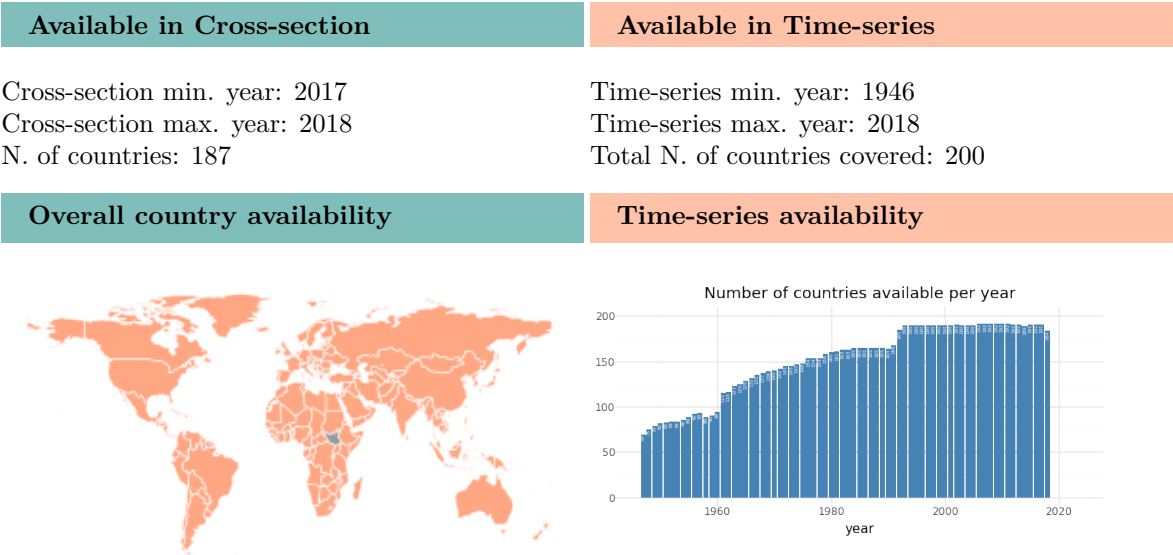 Available in Cross-section
Available in Time-series
Cross-section min. year: 2017
Cross-section max. year: 2018
N. of countries: 187
Time-series min. year: 1946
Time-series max. year: 2018
Total N. of countries covered: 200
Overall country availability
Time-series availability
Number of countries available per year
200
150
100
50
0
1960
1980
2000
2020
year